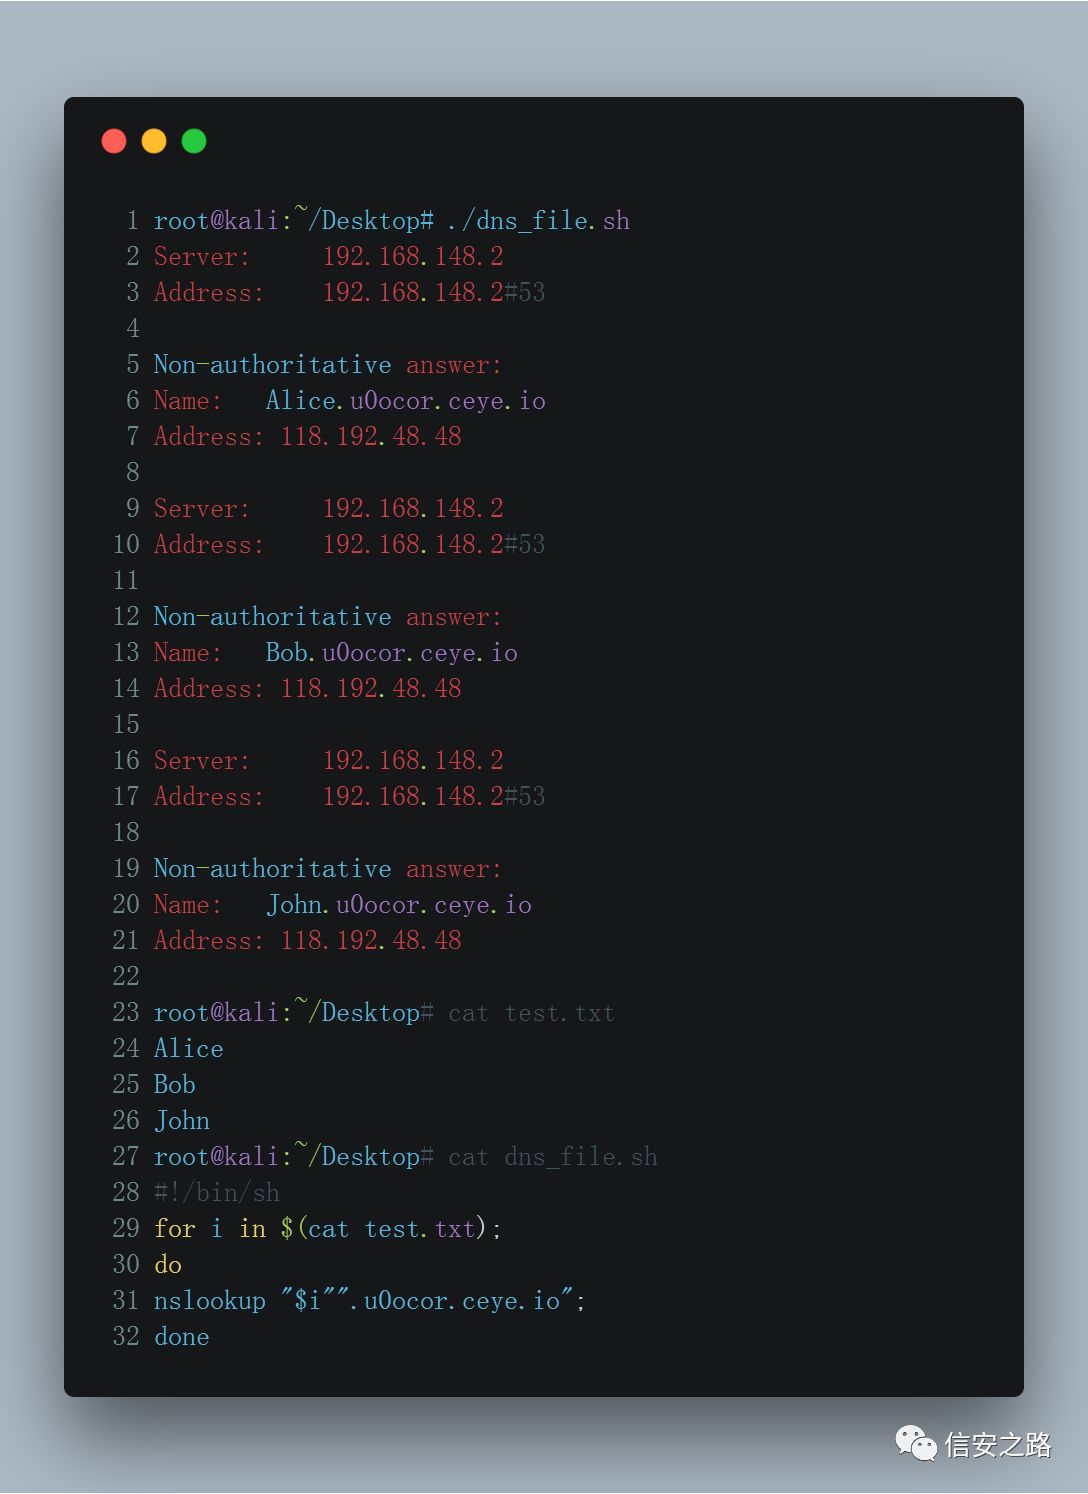 1 root@kali:~/Desktop# ./dns_file.sh
2 Server:     192.168.148.2
3 Address:    192.168.148.2#53
4
5 Non-authoritative answer:
6 Name:   Alice.u0ocor.ceye.io
7 Address: 118.192.48.48
8
9 Server:     192.168.148.2
10 Address:    192.168.148.2#53
11
12 Non-authoritative answer:
13 Name:   Bob.u0ocor.ceye.io
14 Address: 118.192.48.48
15
16 Server:     192.168.148.2
17 Address:    192.168.148.2#53
18
19 Non-authoritative answer:
20 Name:   John.u0ocor.ceye.io
21 Address: 118.192.48.48
22
23 root@kali:~/Desktop# cat test.txt
24 Alice
25 Bob
26 John
27 root@kali:~/Desktop# cat dns_file.sh
28 #!/bin/sh
29 for i in $(cat test.txt);
30 do
31 nslookup "$i"".u0ocor.ceye.io";
32 done
信安之路